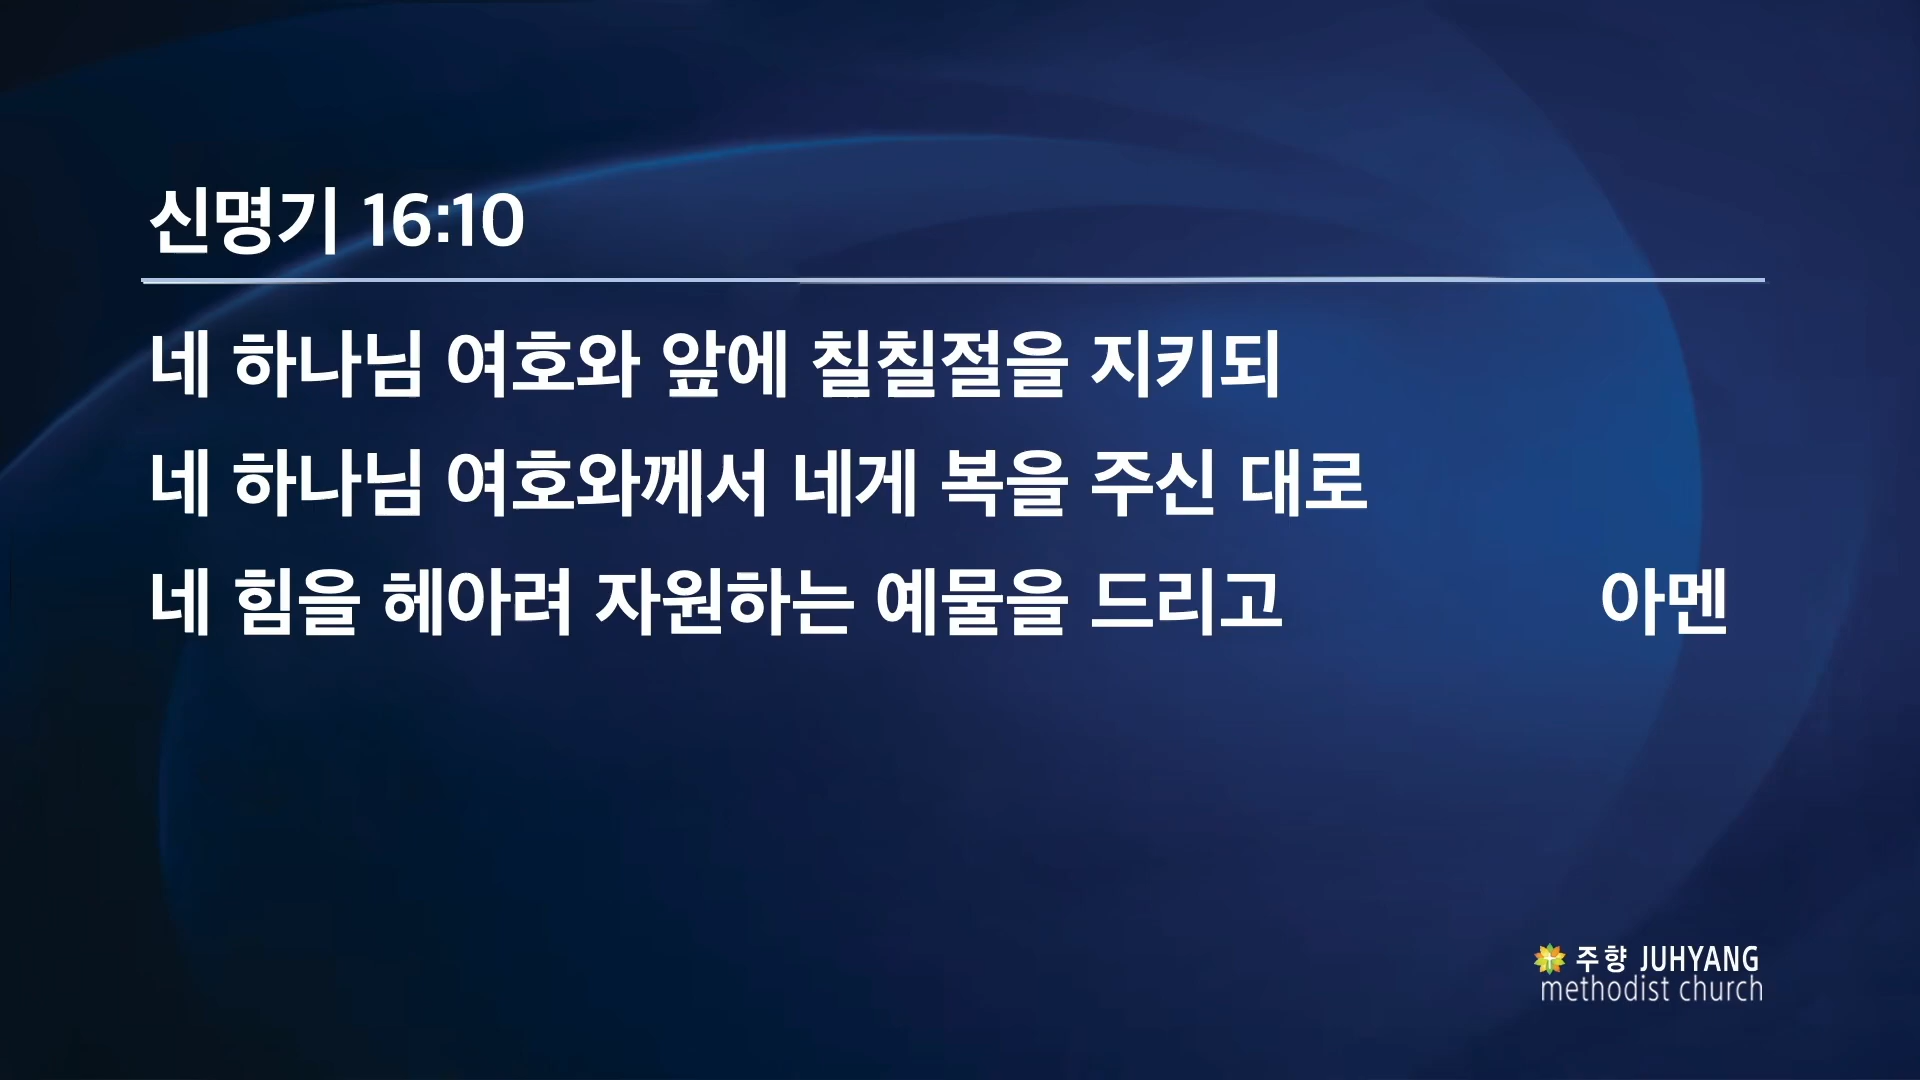 신명기 16:10
네 하나님 여호와 앞에 칠칠절을 지키되
네 하나님 여호와께서 네게 복을 주신 대로
네 힘을 헤아려 자원하는 예물을 드리고 아멘
주향 JUHYANG
methodist church